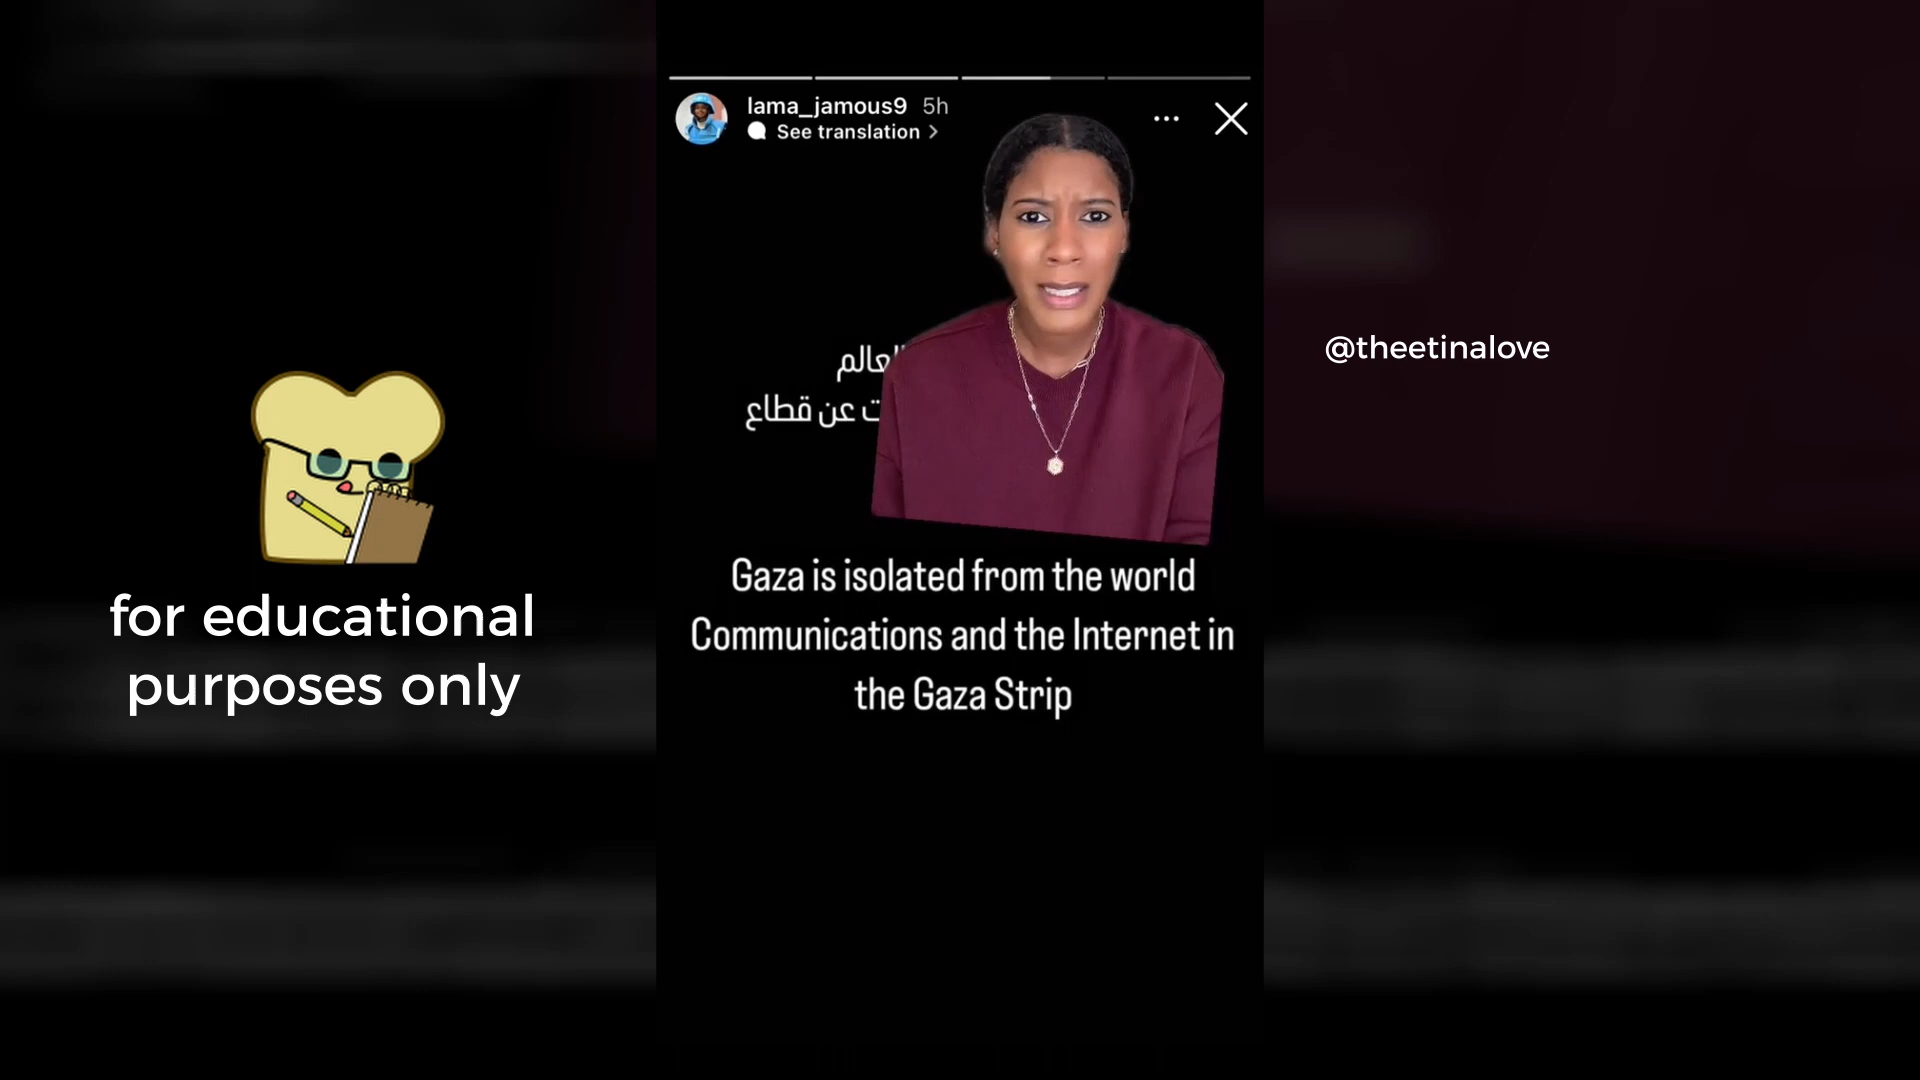 lama_jamous9 5h
See translation >
العالم
عن قطاع
Gaza is isolated from the world
Communications and the Internet in
the Gaza Strip
@theetinalove
for educational
purposes only